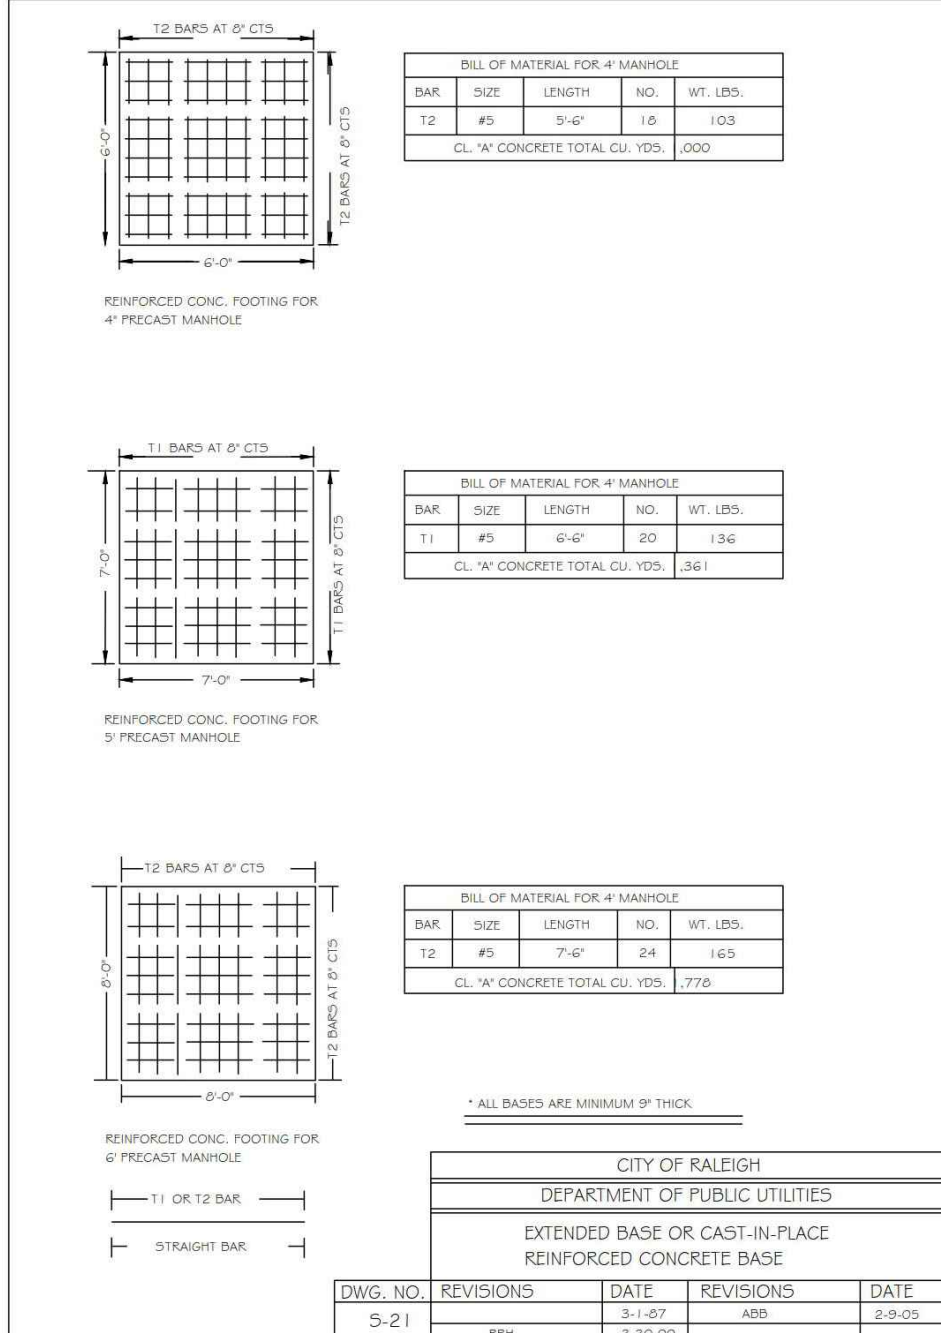 T2 BARS AT 8" CTS
6'-0"
T2 BARS AT 8" CTS
6'-0"
REINFORCED CONC. FOOTING FOR
4" PRECAST MANHOLE
BILL OF MATERIAL FOR 4' MANHOLE
BAR SIZE LENGTH NO. WT. LBS.
T2 #5 5'-6" 18 103
CL. "A" CONCRETE TOTAL CU. YDS. 1,000
T1 BARS AT 8" CTS
7'-0"
T1 BARS AT 8" CTS
7'-0"
REINFORCED CONC. FOOTING FOR
5' PRECAST MANHOLE
BILL OF MATERIAL FOR 4' MANHOLE
BAR SIZE LENGTH NO. WT. LBS.
T1 #5 6'-6" 20 136
CL. "A" CONCRETE TOTAL CU. YDS. ,361
T2 BARS AT 8" CTS
8'-0"
T2 BARS AT 8" CTS
8'-0"
REINFORCED CONC. FOOTING FOR
6' PRECAST MANHOLE
BILL OF MATERIAL FOR 4' MANHOLE
BAR SIZE LENGTH NO. WT. LBS.
T2 #5 7'-6" 24 165
CL. "A" CONCRETE TOTAL CU. YDS. 1,778
* ALL BASES ARE MINIMUM 9" THICK
T1 OR T2 BAR
STRAIGHT BAR
CITY OF RALEIGH
DEPARTMENT OF PUBLIC UTILITIES
EXTENDED BASE OR CAST-IN-PLACE
REINFORCED CONCRETE BASE
DWG. NO. REVISIONS DATE REVISIONS DATE
S-21 3-1-87 ABB 2-9-05